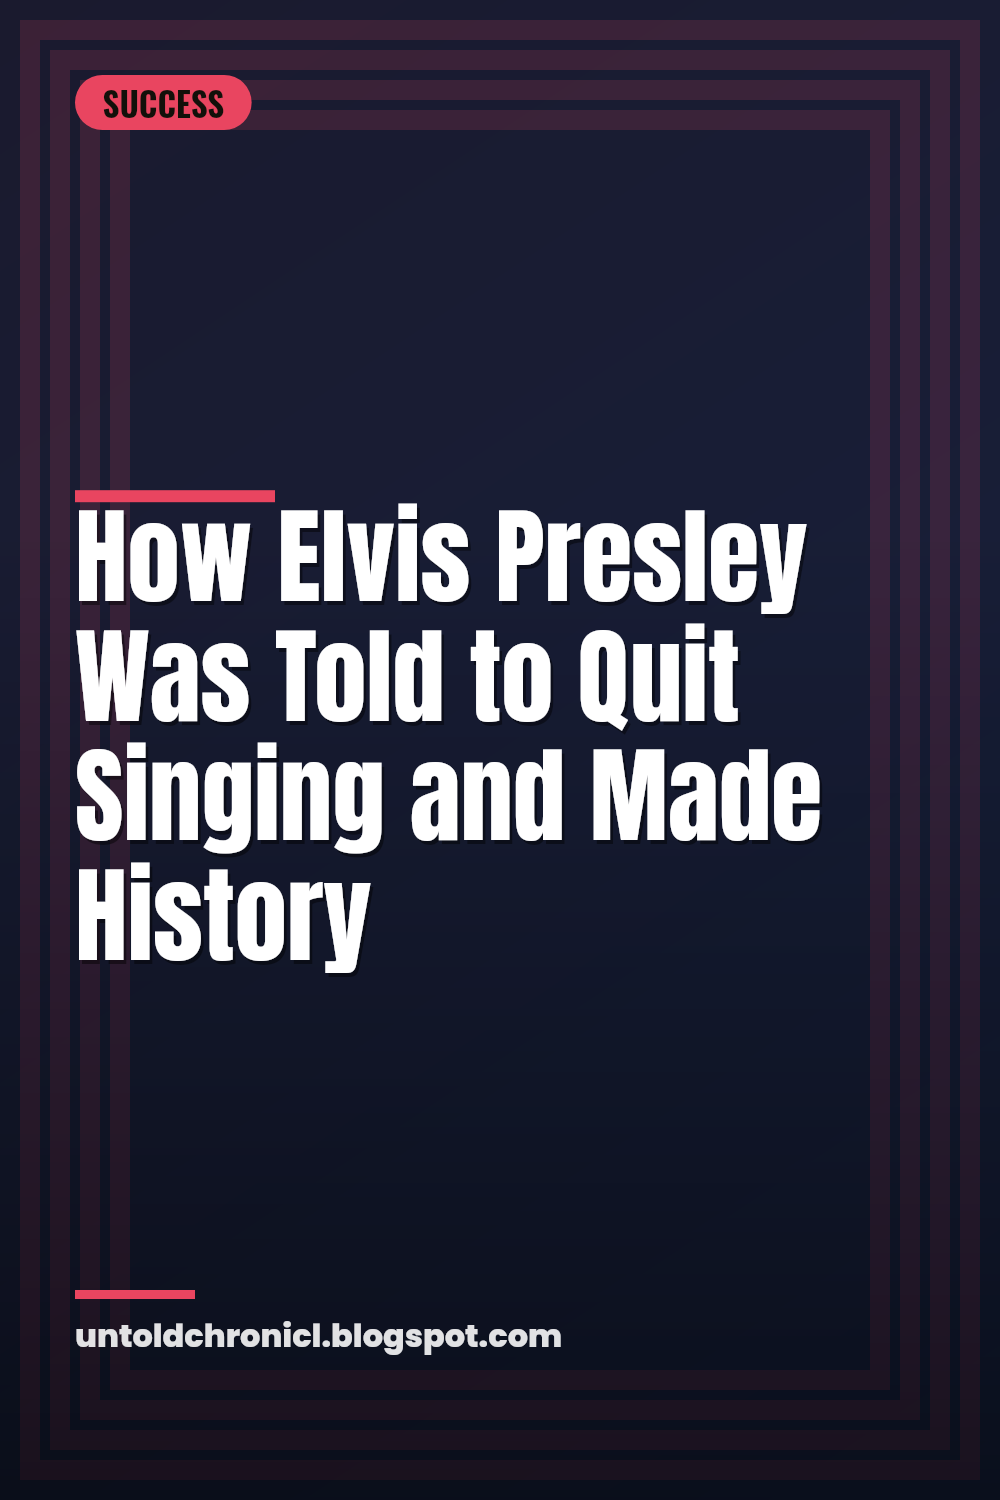 SUCCESS
How Elvis Presley
Was Told to Quit
Singing and Made
History
untoldchronicl.blogspot.com